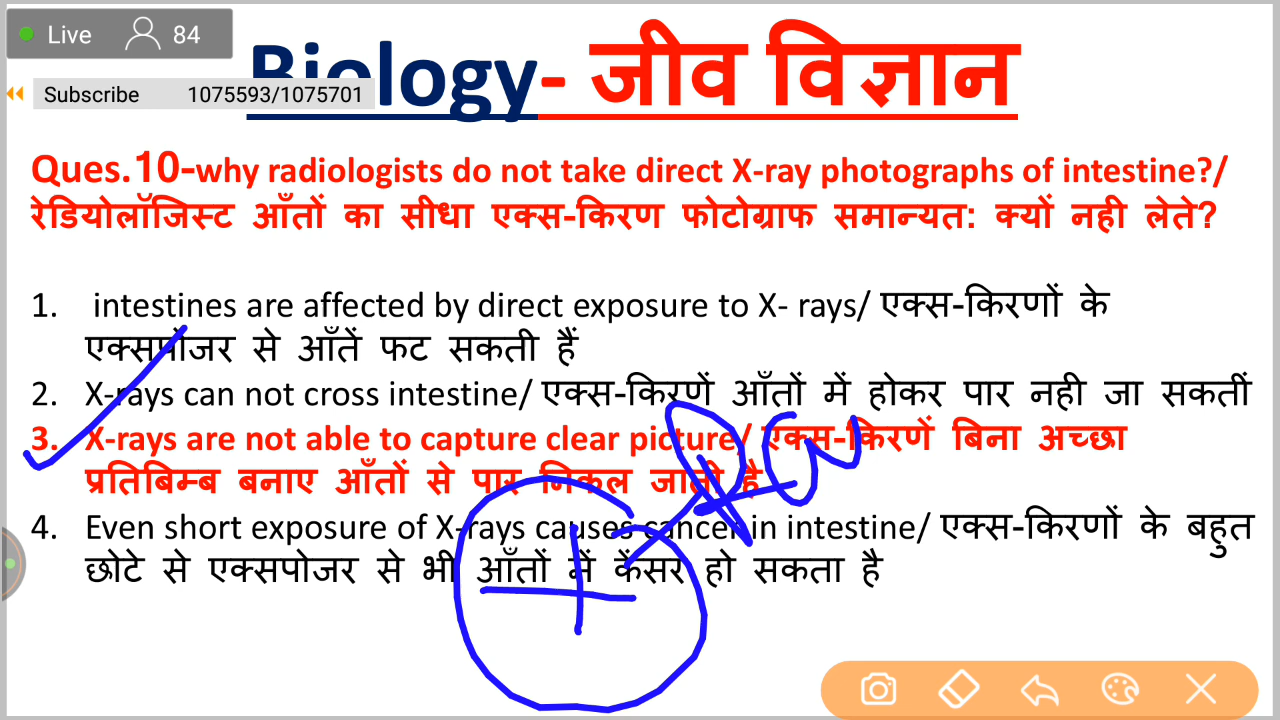 Live 84
Biology- जीव विज्ञान
Subscribe 1075593/1075701
Ques.10-why radiologists do not take direct X-ray photographs of intestine?/
रेडियोलॉजिस्ट आँतों का सीधा एक्स-किरण फोटोग्राफ समान्यत: क्यों नही लेते?
1. intestines are affected by direct exposure to X- rays/ एक्स-किरणों के
एक्सपोजर से आँतें फट सकती हैं
2. X-rays can not cross intestine/ एक्स-किरणें आँतों में होकर पार नही जा सकतीं
3. X-rays are not able to capture clear picture/ एक्स-किरणें बिना अच्छा
प्रतिबिम्ब बनाए आँतों से पार निकल जाती है
4. Even short exposure of X-rays causes cancer in intestine/ एक्स-किरणों के बहुत
छोटे से एक्सपोजर से भी आँतों में केंसर हो सकता है